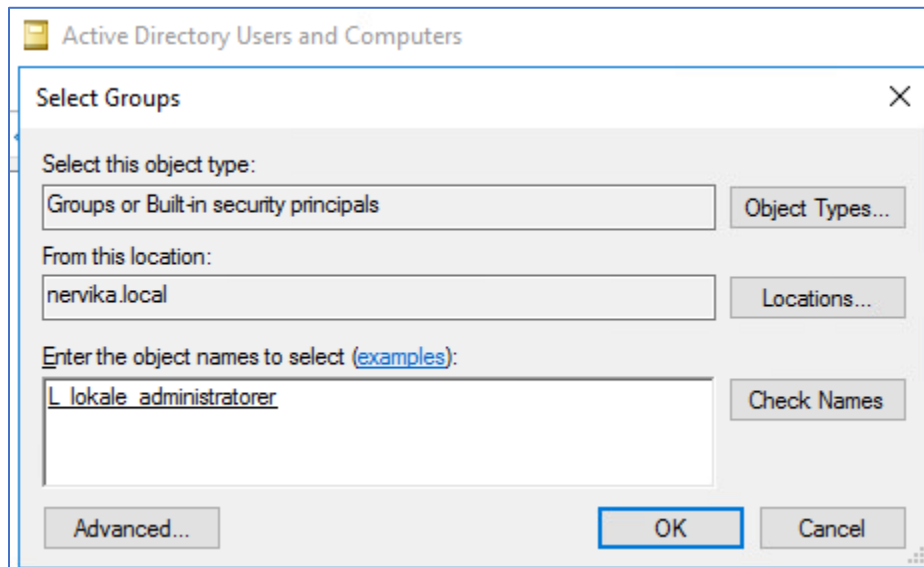 Active Directory Users and Computers
Select Groups
Select this object type:
Groups or Built-in security principals
Object Types...
From this location:
nervika.local
Locations...
Enter the object names to select (examples):
L_lokale_administratorer
Check Names
Advanced...
OK
Cancel